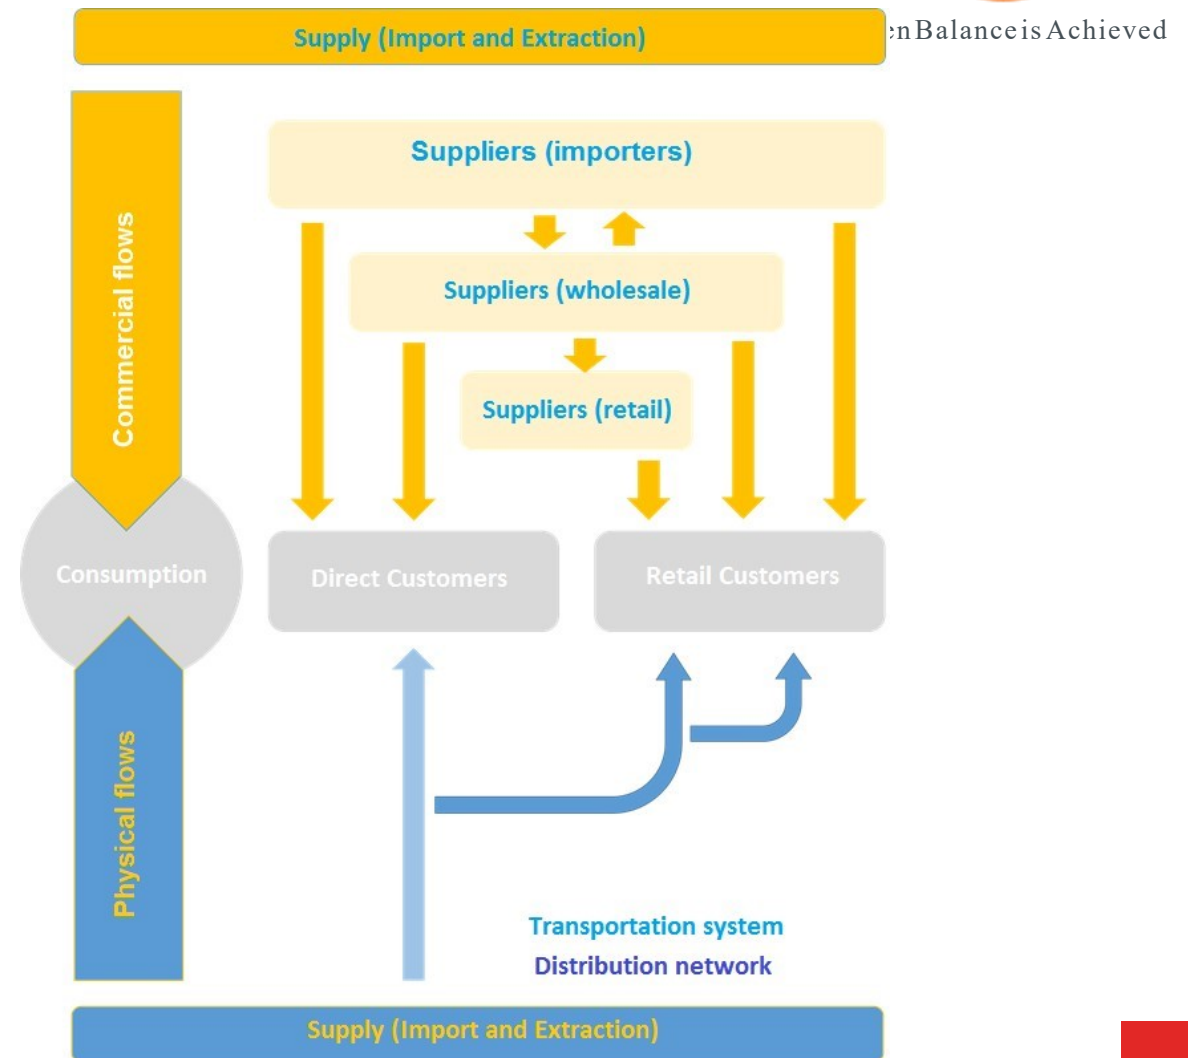 Supply (Import and Extraction)
Balance is Achieved
Suppliers (importers)
Commercial flows
Suppliers (wholesale)
Suppliers (retail)
Consumption
Direct Customers
Retail Customers
Physical flows
Transportation system
Distribution network
Supply (Import and Extraction)